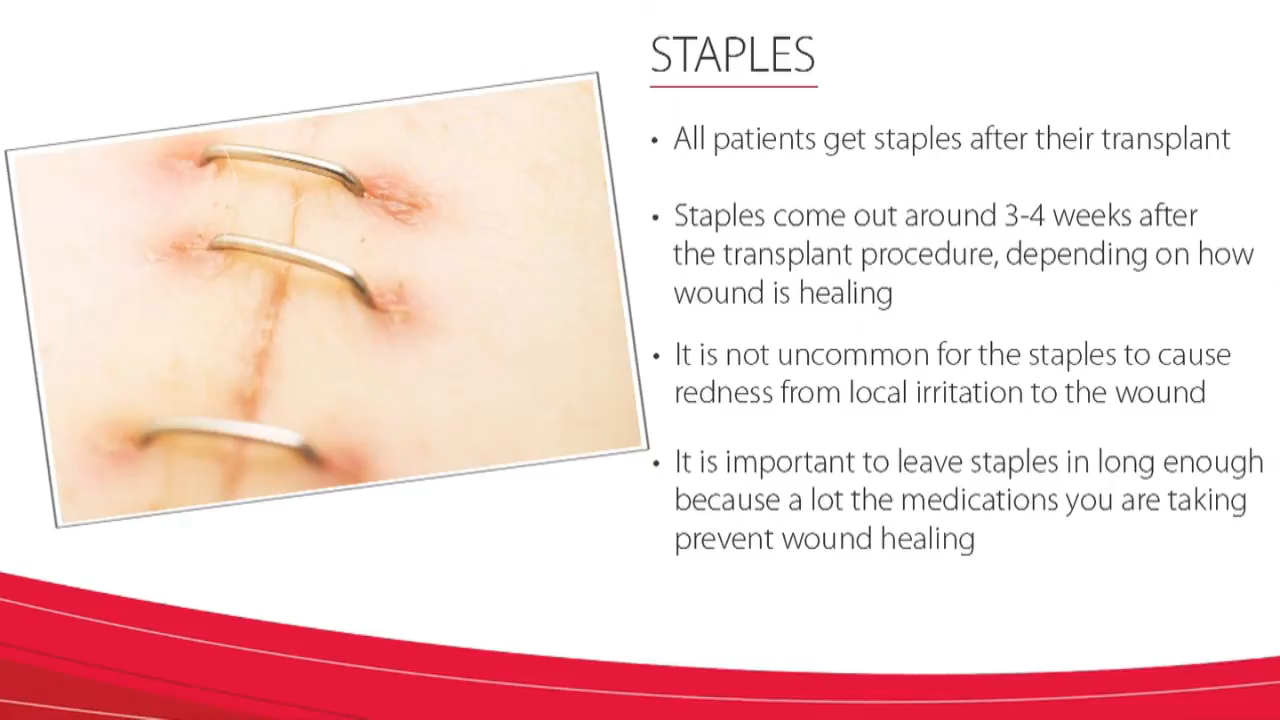 STAPLES
• All patients get staples after their transplant
• Staples come out around 3-4 weeks after
the transplant procedure, depending on how
wound is healing
• It is not uncommon for the staples to cause
redness from local irritation to the wound
• It is important to leave staples in long enough
because a lot the medications you are taking
prevent wound healing